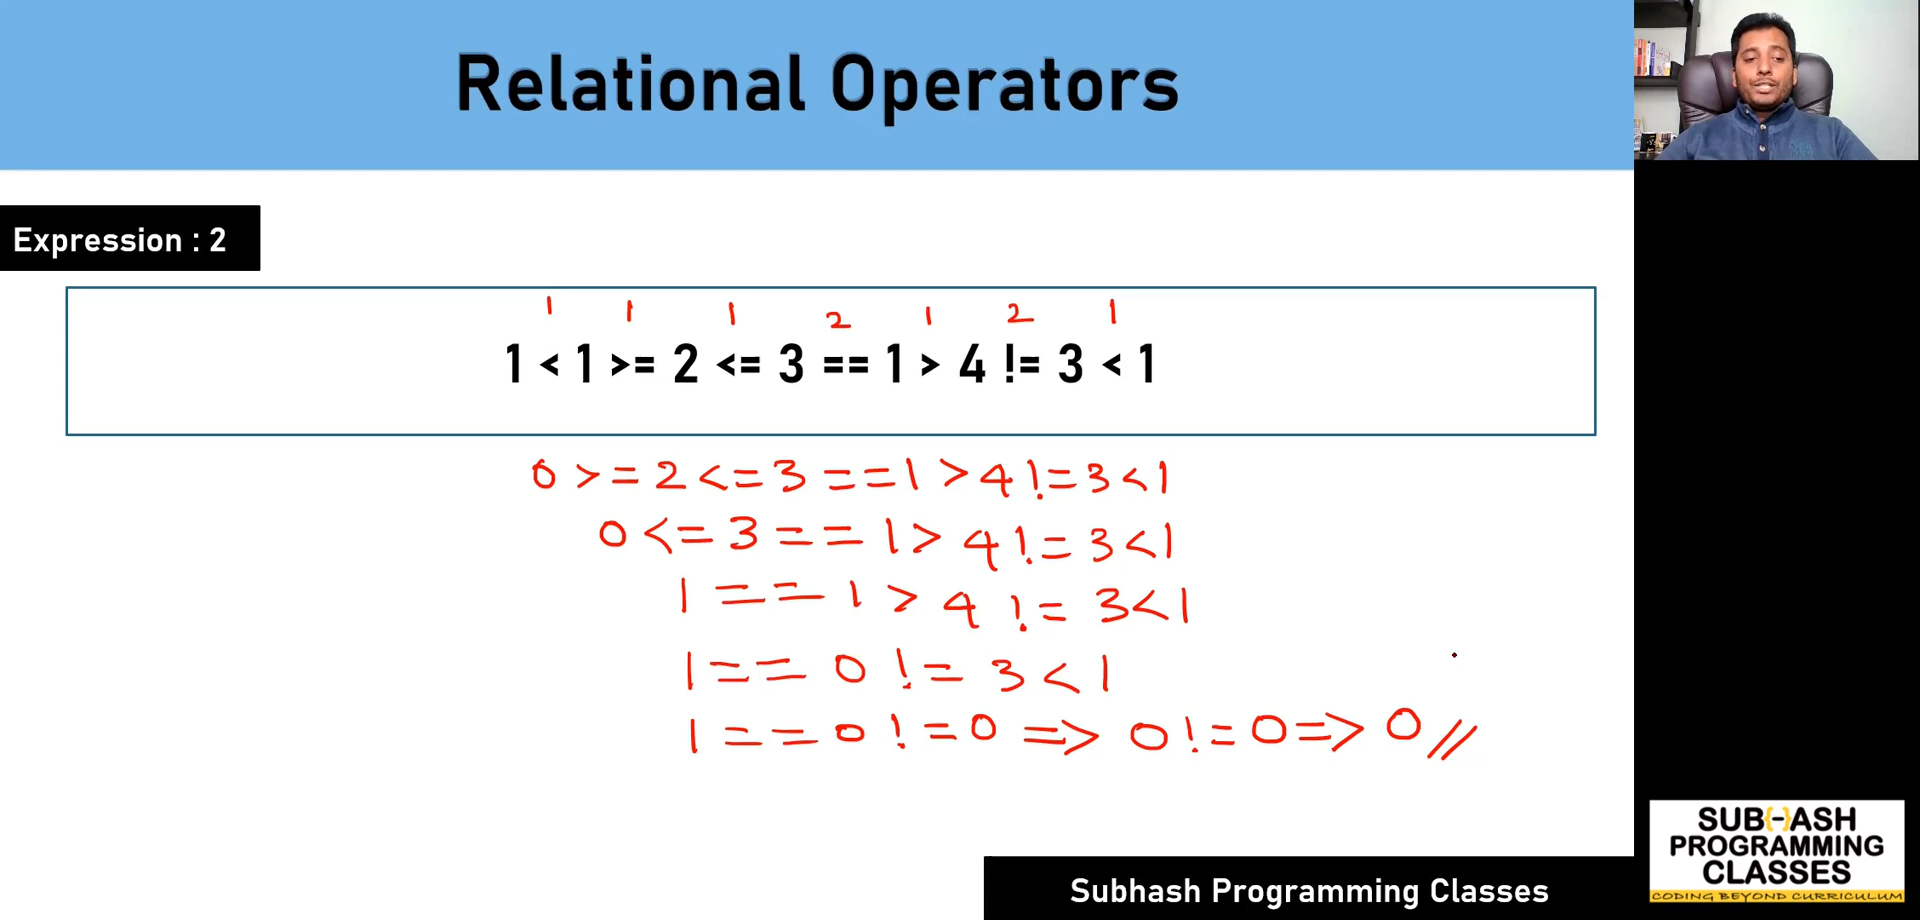 Relational Operators
Expression : 2
1 1 1 2 1 2 1
1 < 1 >= 2 <= 3 == 1 > 4 != 3 < 1
0 >= 2 <= 3 == 1 > 4 != 3 < 1
0 <= 3 == 1 > 4 != 3 < 1
1 == 1 > 4 != 3 < 1
1 == 0 != 3 < 1
1 == 0 != 0 => 0 != 0 => 0 //
SUBH{-}ASH
PROGRAMMING
CLASSES
CODING BEYOND CURRICULUM
Subhash Programming Classes